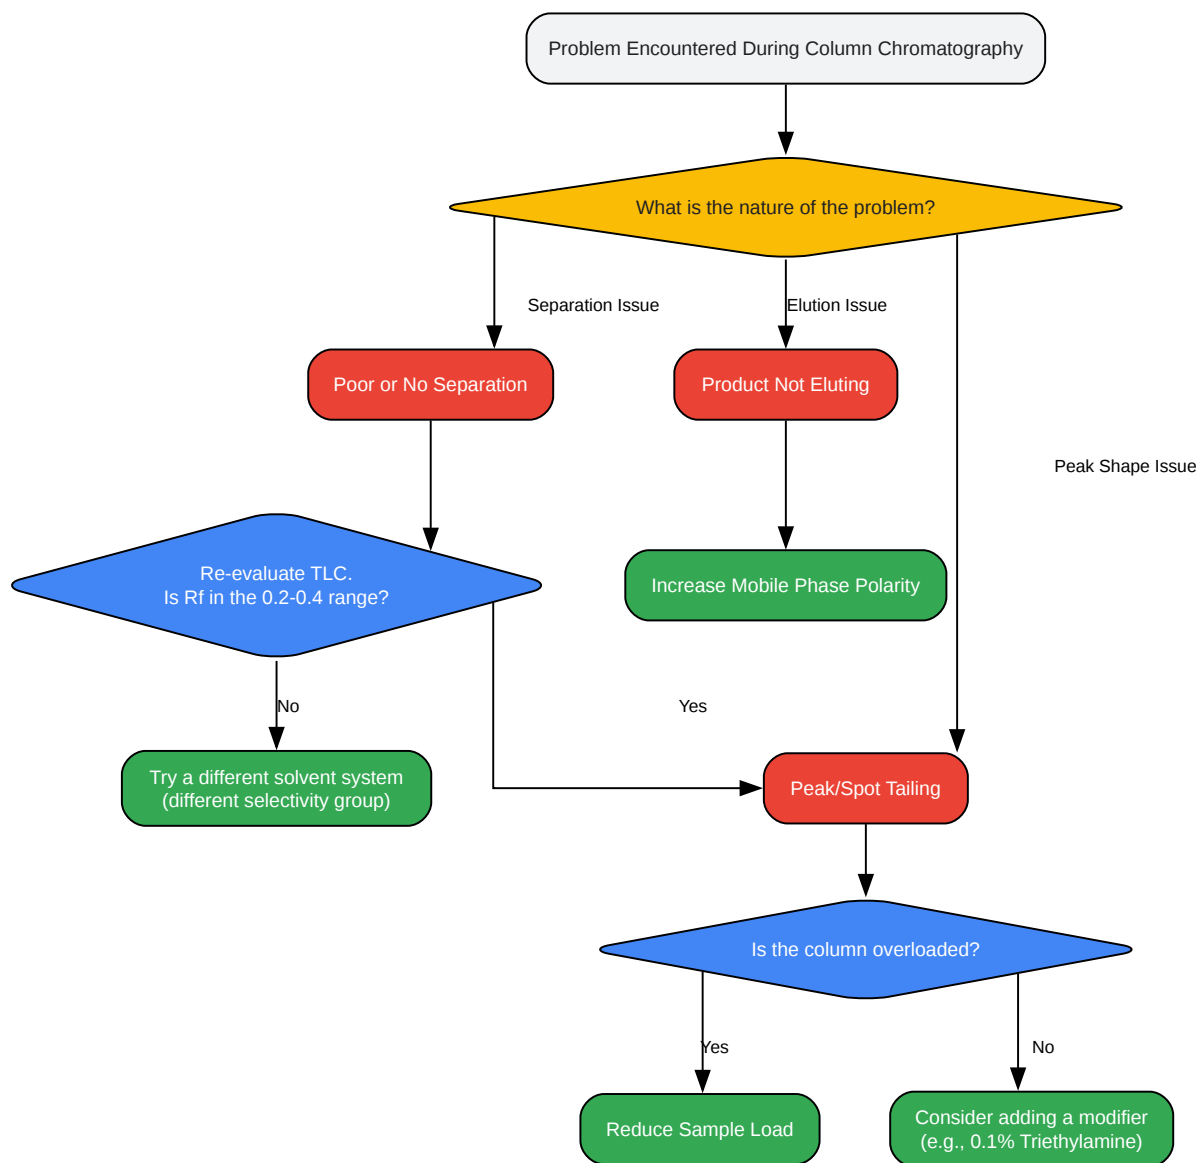 Problem Encountered During Column Chromatography
What is the nature of the problem?
Separation Issue
Elution Issue
Poor or No Separation
Product Not Eluting
Peak Shape Issue
Re-evaluate TLC.
Is Rf in the 0.2-0.4 range?
Increase Mobile Phase Polarity
No
Yes
Try a different solvent system
(different selectivity group)
Peak/Spot Tailing
Is the column overloaded?
Yes
No
Reduce Sample Load
Consider adding a modifier
(e.g., 0.1% Triethylamine)